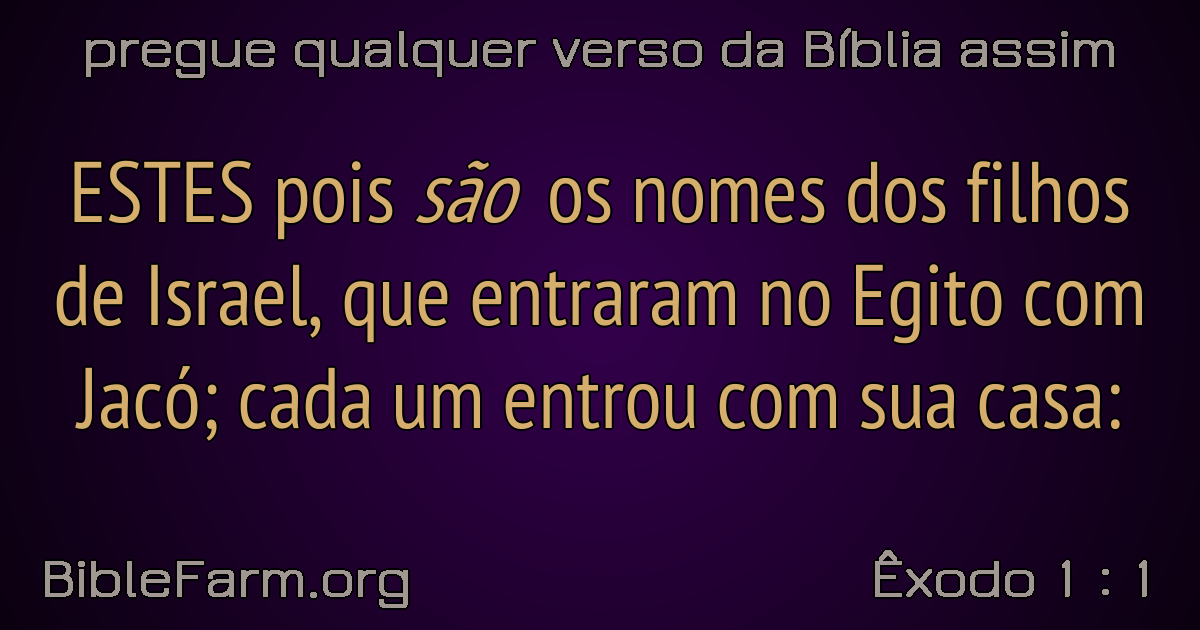 pregue qualquer verso da Bíblia assim
ESTES pois são os nomes dos filhos
de Israel, que entraram no Egito com
Jacó; cada um entrou com sua casa:
BibleFarm.org
Êxodo 1 : 1